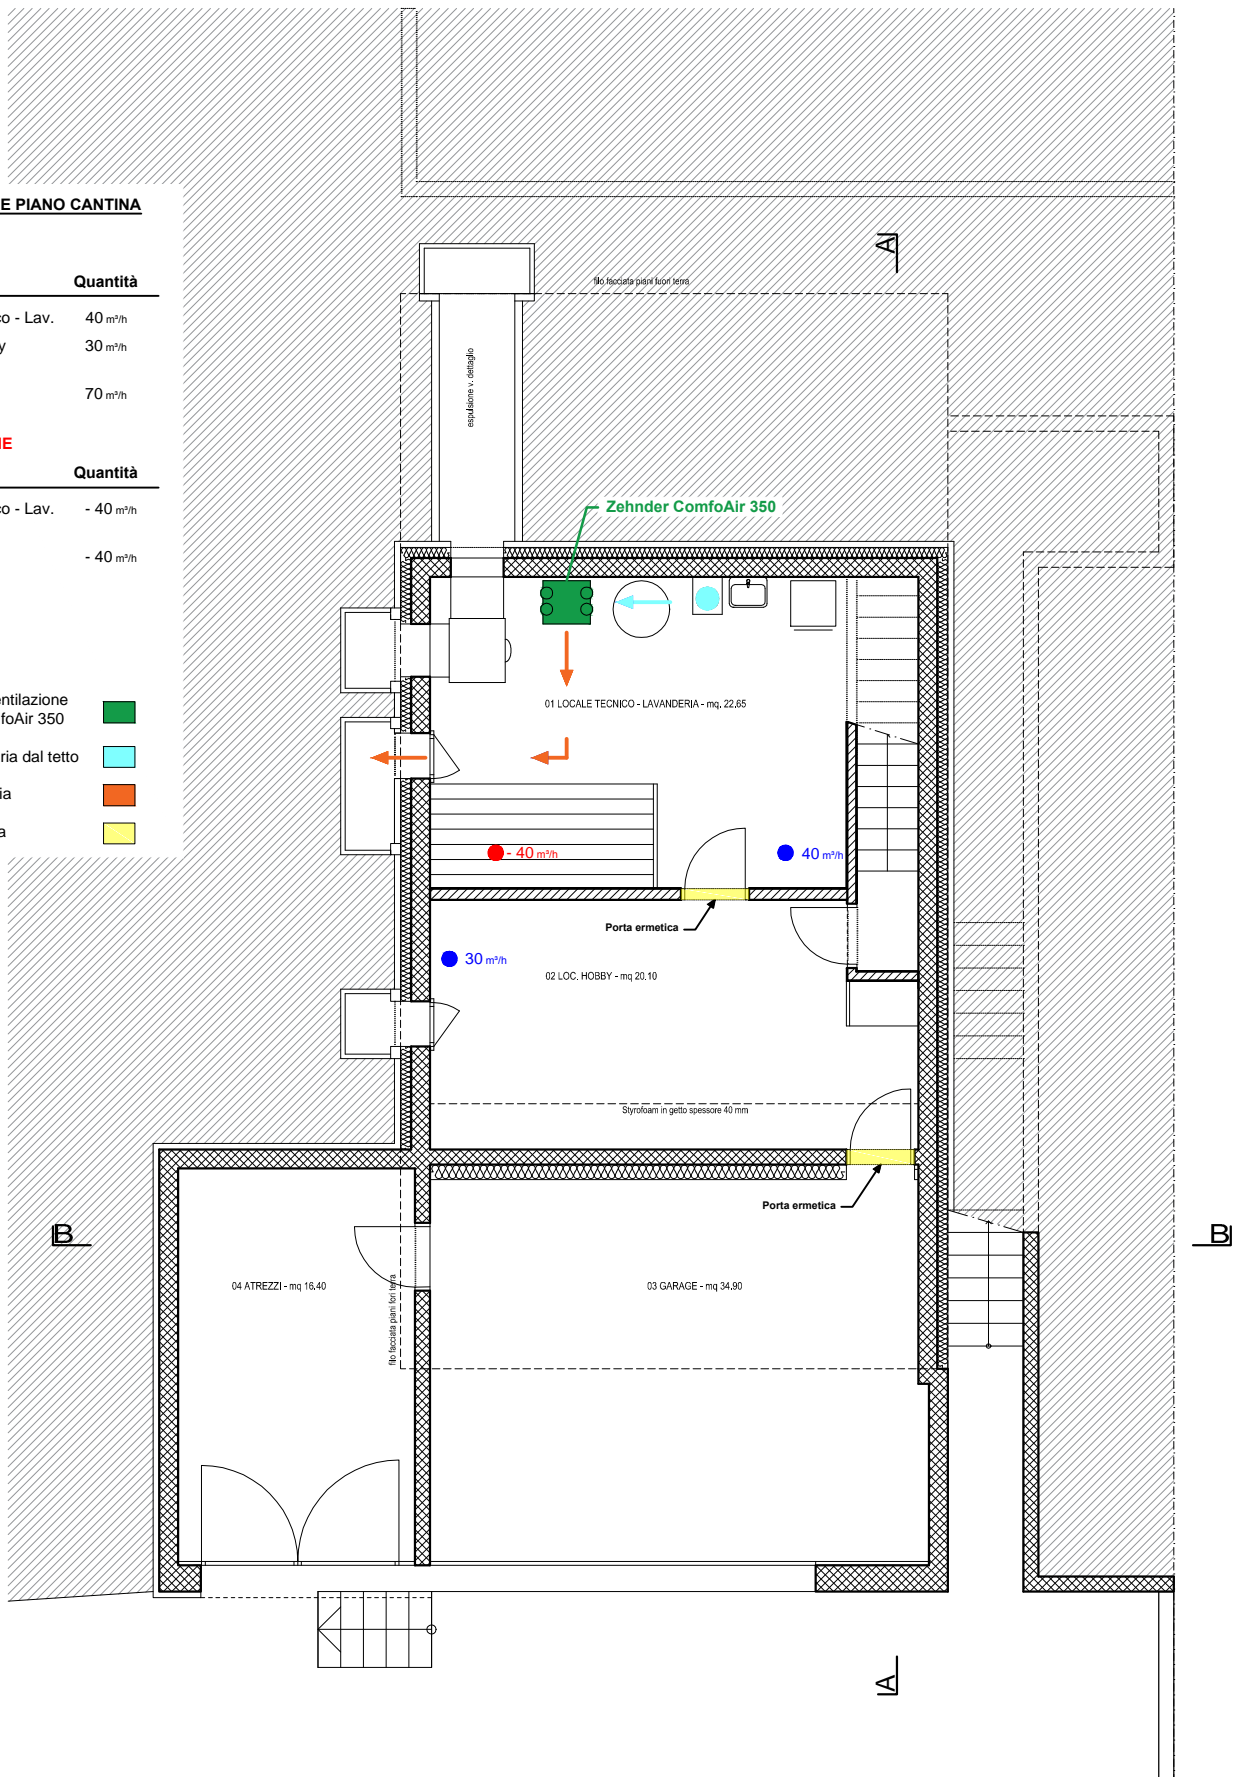 E PIANO CANTINA
Quantità
co - Lav. 40 m³/h
y 30 m³/h
70 m³/h
IE
Quantità
co - Lav. - 40 m³/h
- 40 m³/h
entilazione
foAir 350
ria dal tetto
ia
a
A
filo facciata piani fuori terra
espulsione v. dettaglio
Zehnder ComfoAir 350
01 LOCALE TECNICO - LAVANDERIA - mq. 22.65
- 40 m³/h
40 m³/h
Porta ermetica
30 m³/h
02 LOC. HOBBY - mq 20.10
Styrofoam in getto spessore 40 mm
Porta ermetica
B
B
04 ATREZZI - mq 16.40
filo facciata piani fori terra
03 GARAGE - mq 34.90
A